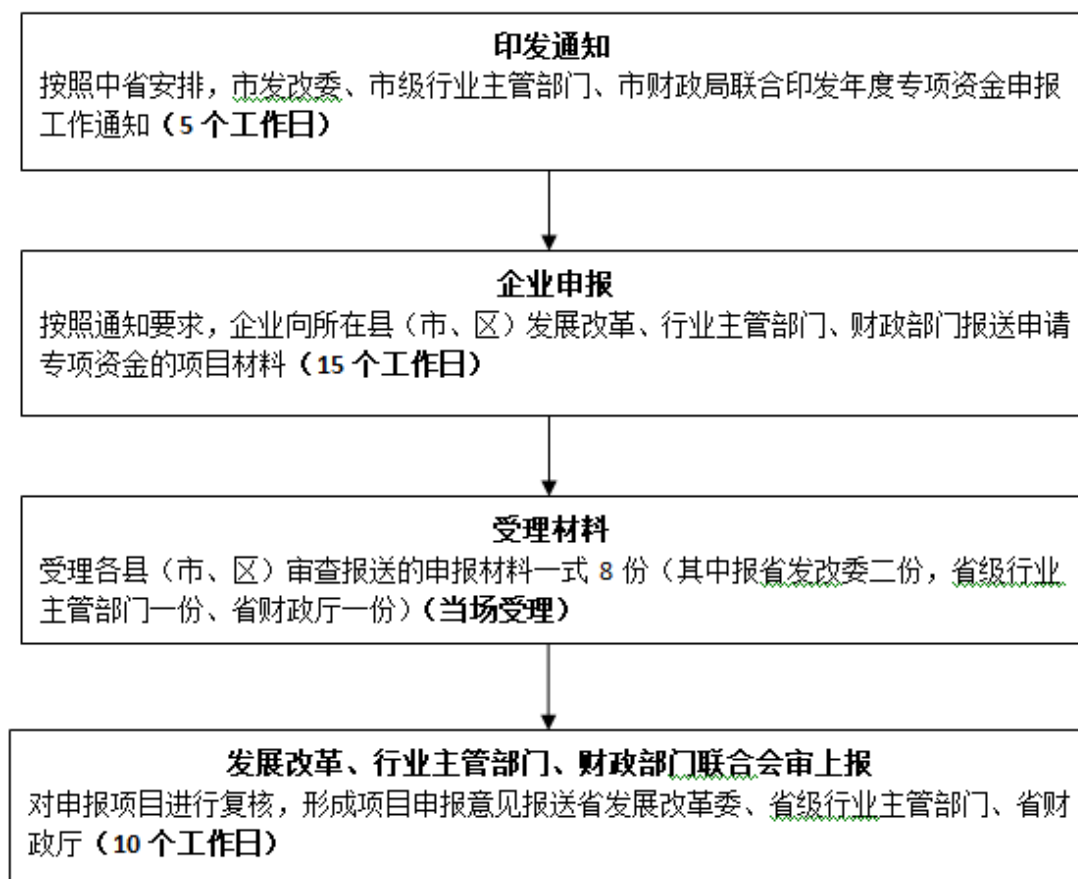 印发通知
按照中省安排，市发改委、市级行业主管部门、市财政局联合印发年度专项资金申报
工作通知（5 个工作日）
企业申报
按照通知要求，企业向所在县（市、区）发展改革、行业主管部门、财政部门报送申请
专项资金的项目材料（15 个工作日）
受理材料
受理各县（市、区）审查报送的申报材料一式 8 份（其中报省发改委二份，省级行业
主管部门一份、省财政厅一份）（当场受理）
发展改革、行业主管部门、财政部门联合会审上报
对申报项目进行复核，形成项目申报意见报送省发展改革委、省级行业主管部门、省财
政厅（10 个工作日）